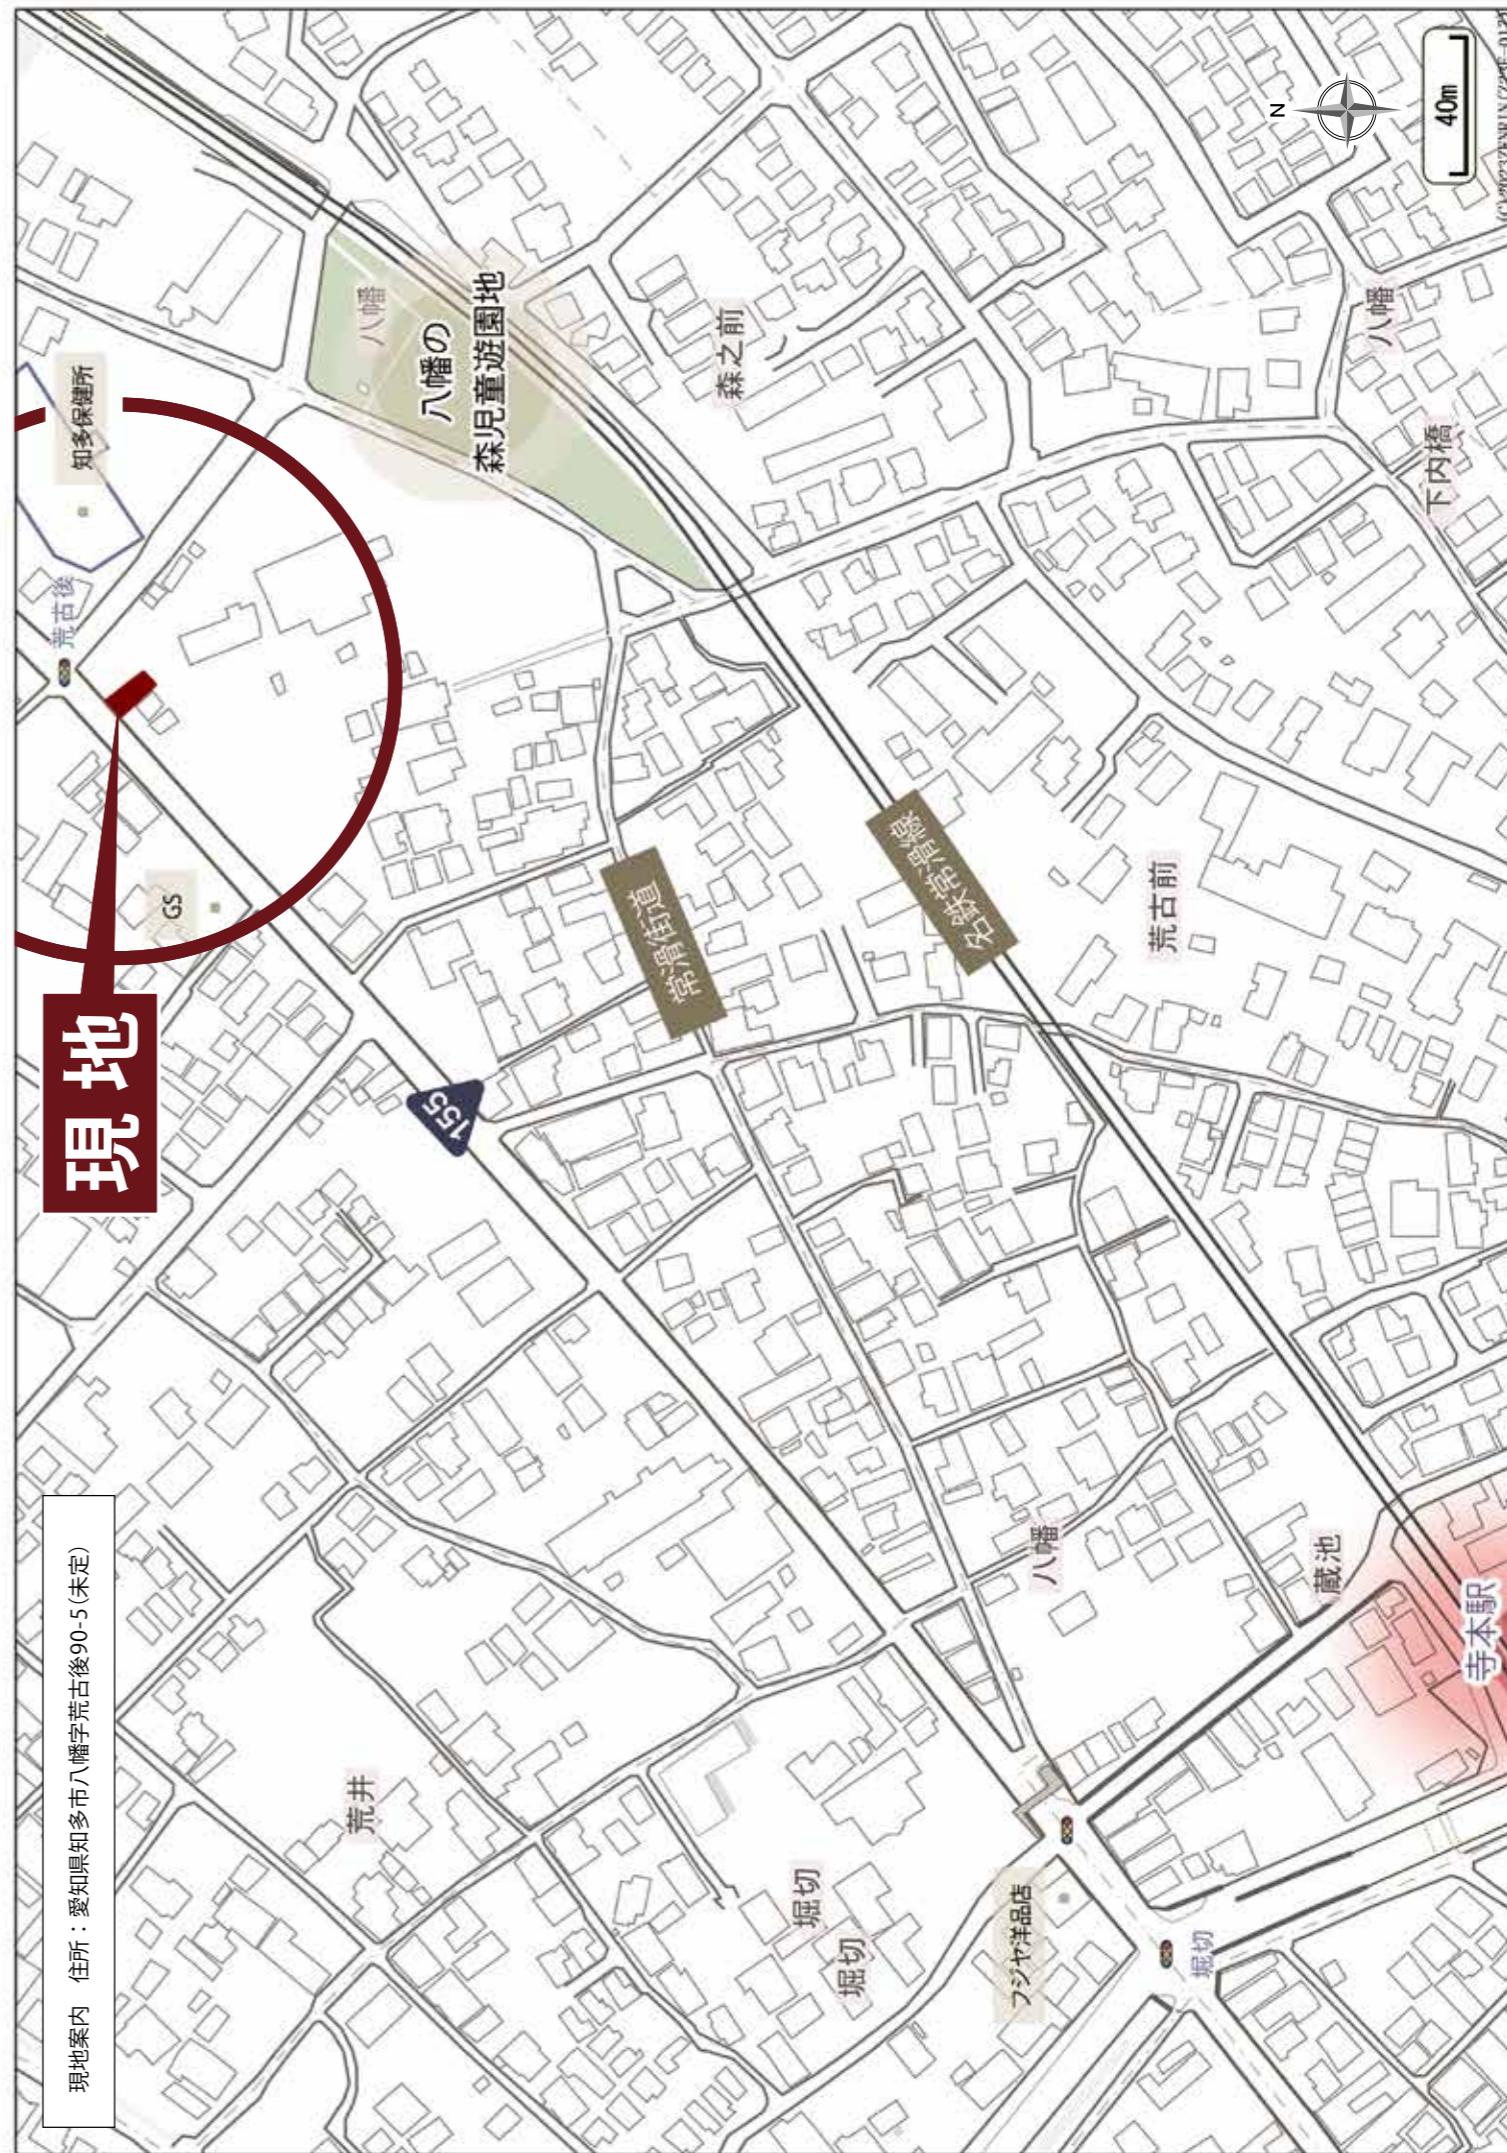 現地案内　住所：愛知県知多市八幡字荒古後90-5(未定)
現地
知多保健所
荒古後
GS
八幡
八幡の
森児童遊園地
森之前
N
40m
155
常滑街道
名鉄常滑線
荒古前
八幡
下内橋
荒井
堀切
堀切
八幡
フジヤ洋品店
堀切
蔵池
寺本駅